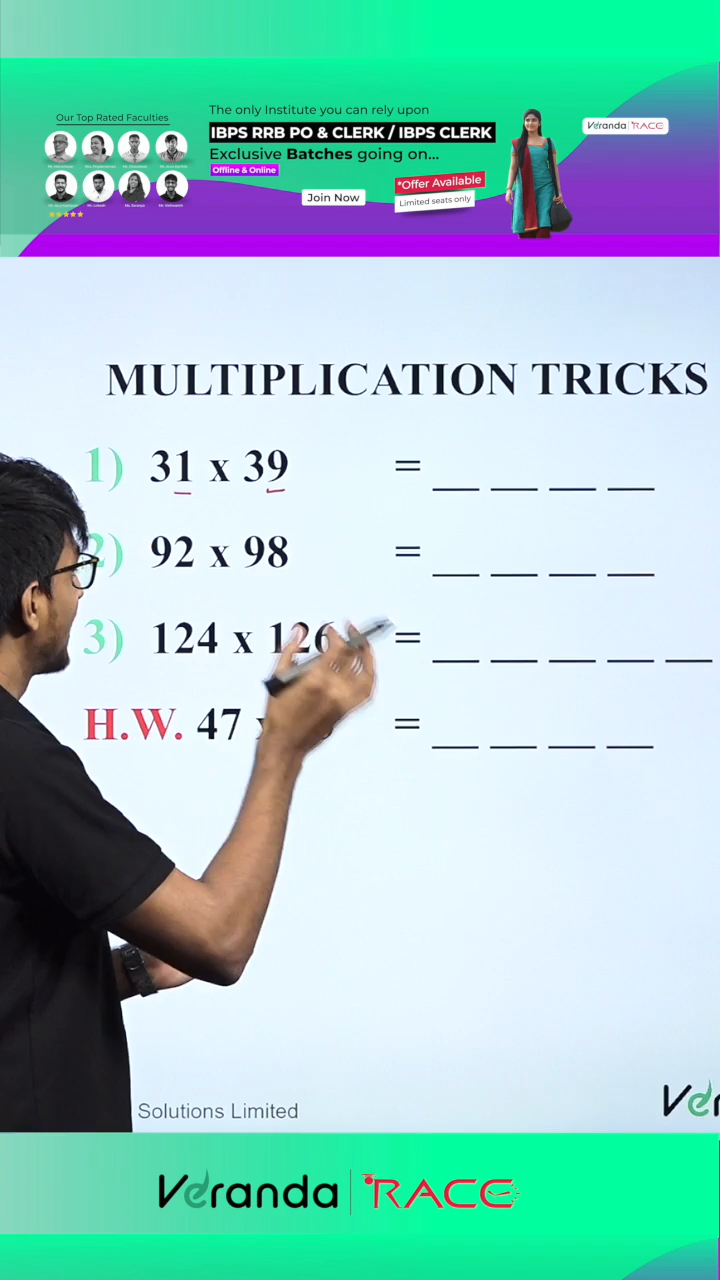 Our Top Rated Faculties
The only Institute you can rely upon
IBPS RRB PO & CLERK / IBPS CLERK
Exclusive Batches going on...
Offline & Online
Join Now
*Offer Available
Limited seats only
Veranda RACE
MULTIPLICATION TRICKS
1) 31 x 39 = __ __ __ __
2) 92 x 98 = __ __ __ __
3) 124 x 126 = __ __ __ __ __
H.W. 47 = __ __ __ __
Solutions Limited
Veranda RACE